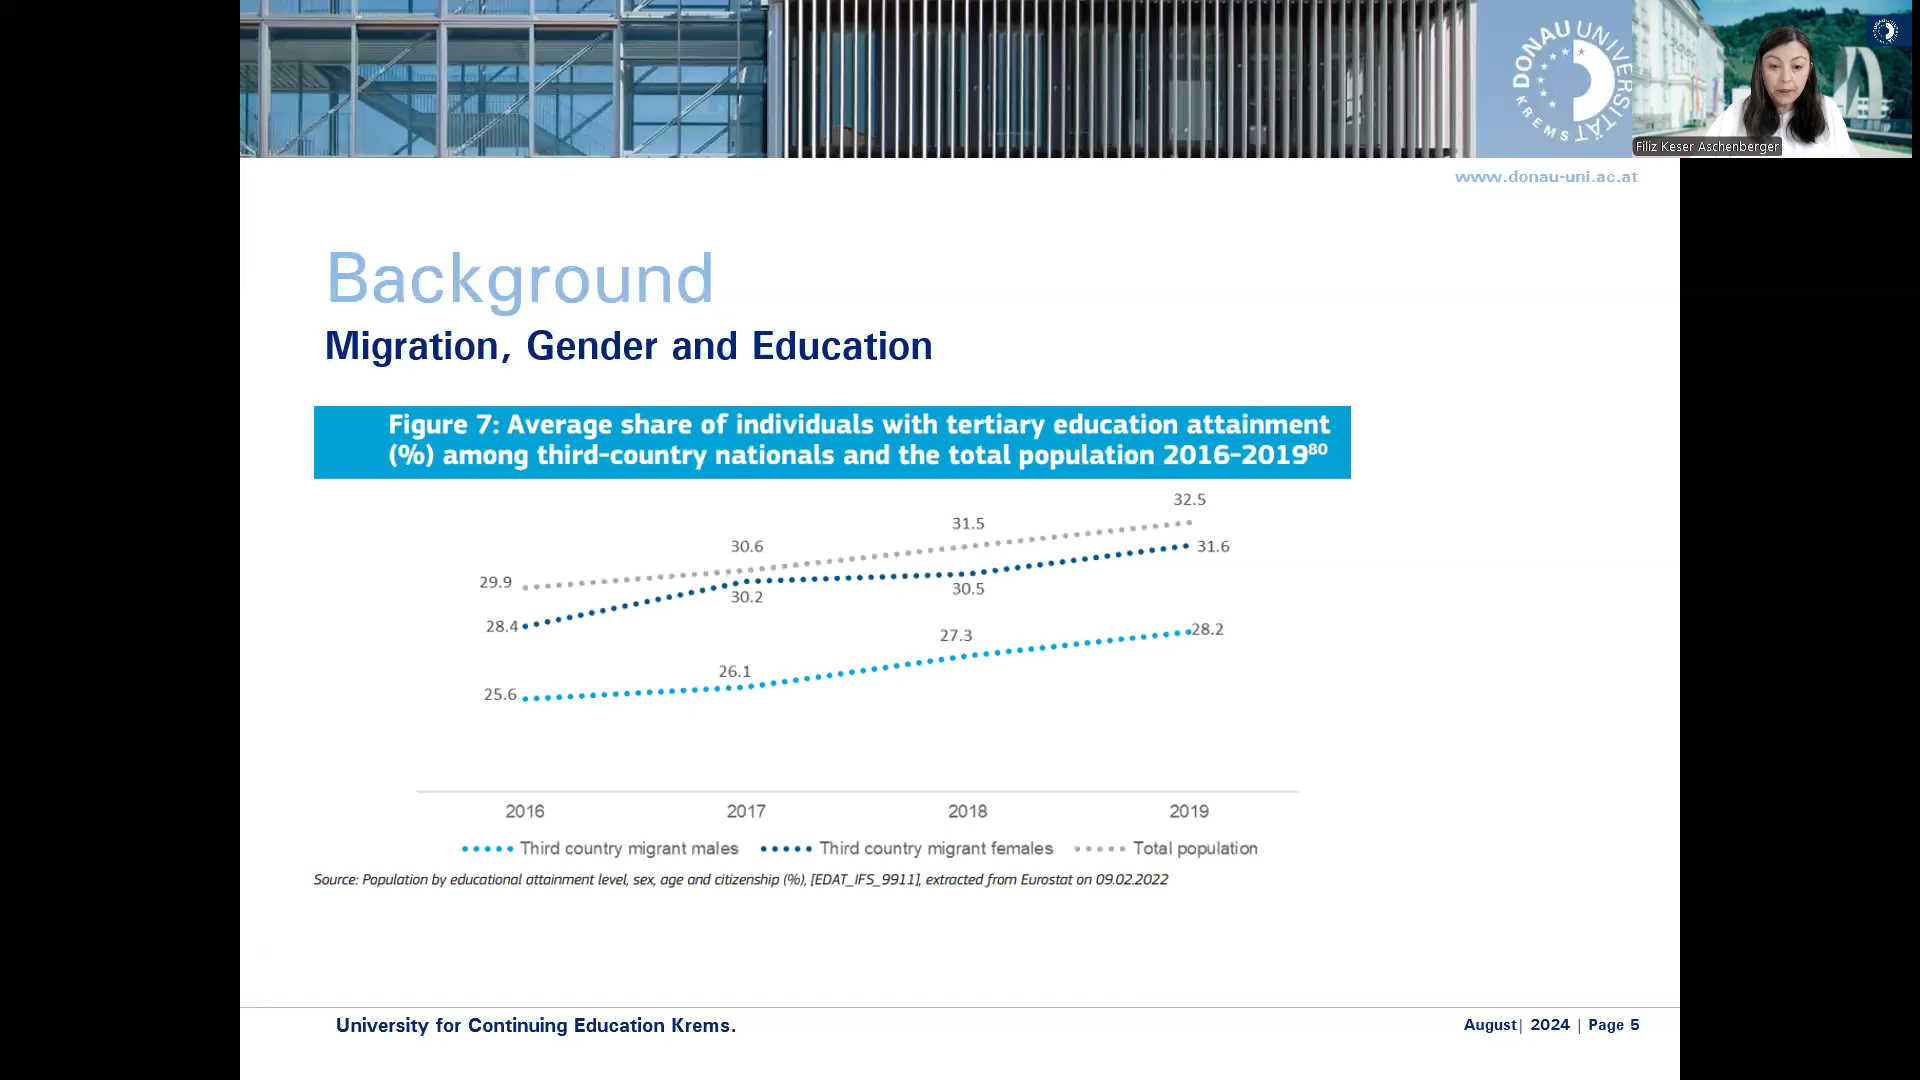 DONAU UNIVERSITÄT
KREMS
Filiz Keser Aschenberger
www.donau-uni.ac.at
Background
Migration, Gender and Education
Figure 7: Average share of individuals with tertiary education attainment
(%) among third-country nationals and the total population 2016-2019⁸⁰
32.5
31.5
30.6
31.6
29.9
30.5
30.2
28.4
27.3
28.2
26.1
25.6
2016 2017 2018 2019
Third country migrant males Third country migrant females Total population
Source: Population by educational attainment level, sex, age and citizenship (%), [EDAT_lFS_9911], extracted from Eurostat on 09.02.2022
University for Continuing Education Krems.
August| 2024 | Page 5